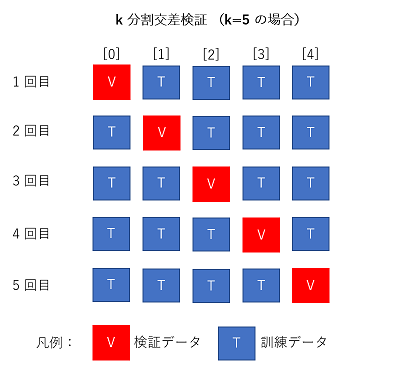 k 分割交差検証 （k=5 の場合）
[0] [1] [2] [3] [4]
1 回目 V T T T T
2 回目 T V T T T
3 回目 T T V T T
4 回目 T T T V T
5 回目 T T T T V
凡例： V 検証データ T 訓練データ